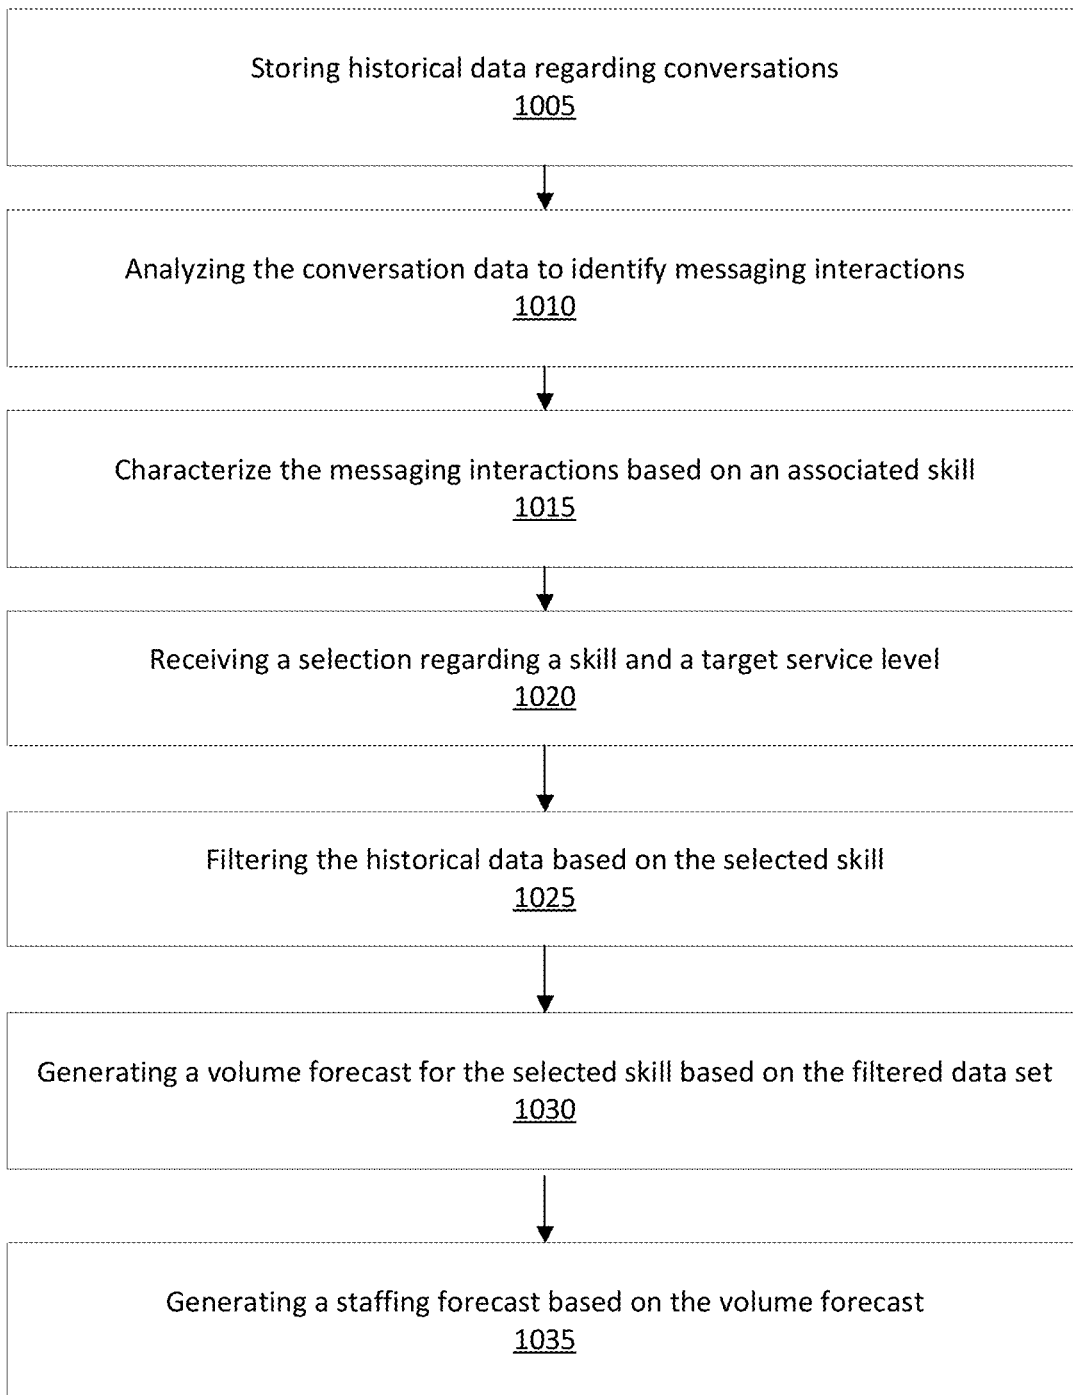 Storing historical data regarding conversations
1005
Analyzing the conversation data to identify messaging interactions
1010
Characterize the messaging interactions based on an associated skill
1015
Receiving a selection regarding a skill and a target service level
1020
Filtering the historical data based on the selected skill
1025
Generating a volume forecast for the selected skill based on the filtered data set
1030
Generating a staffing forecast based on the volume forecast
1035